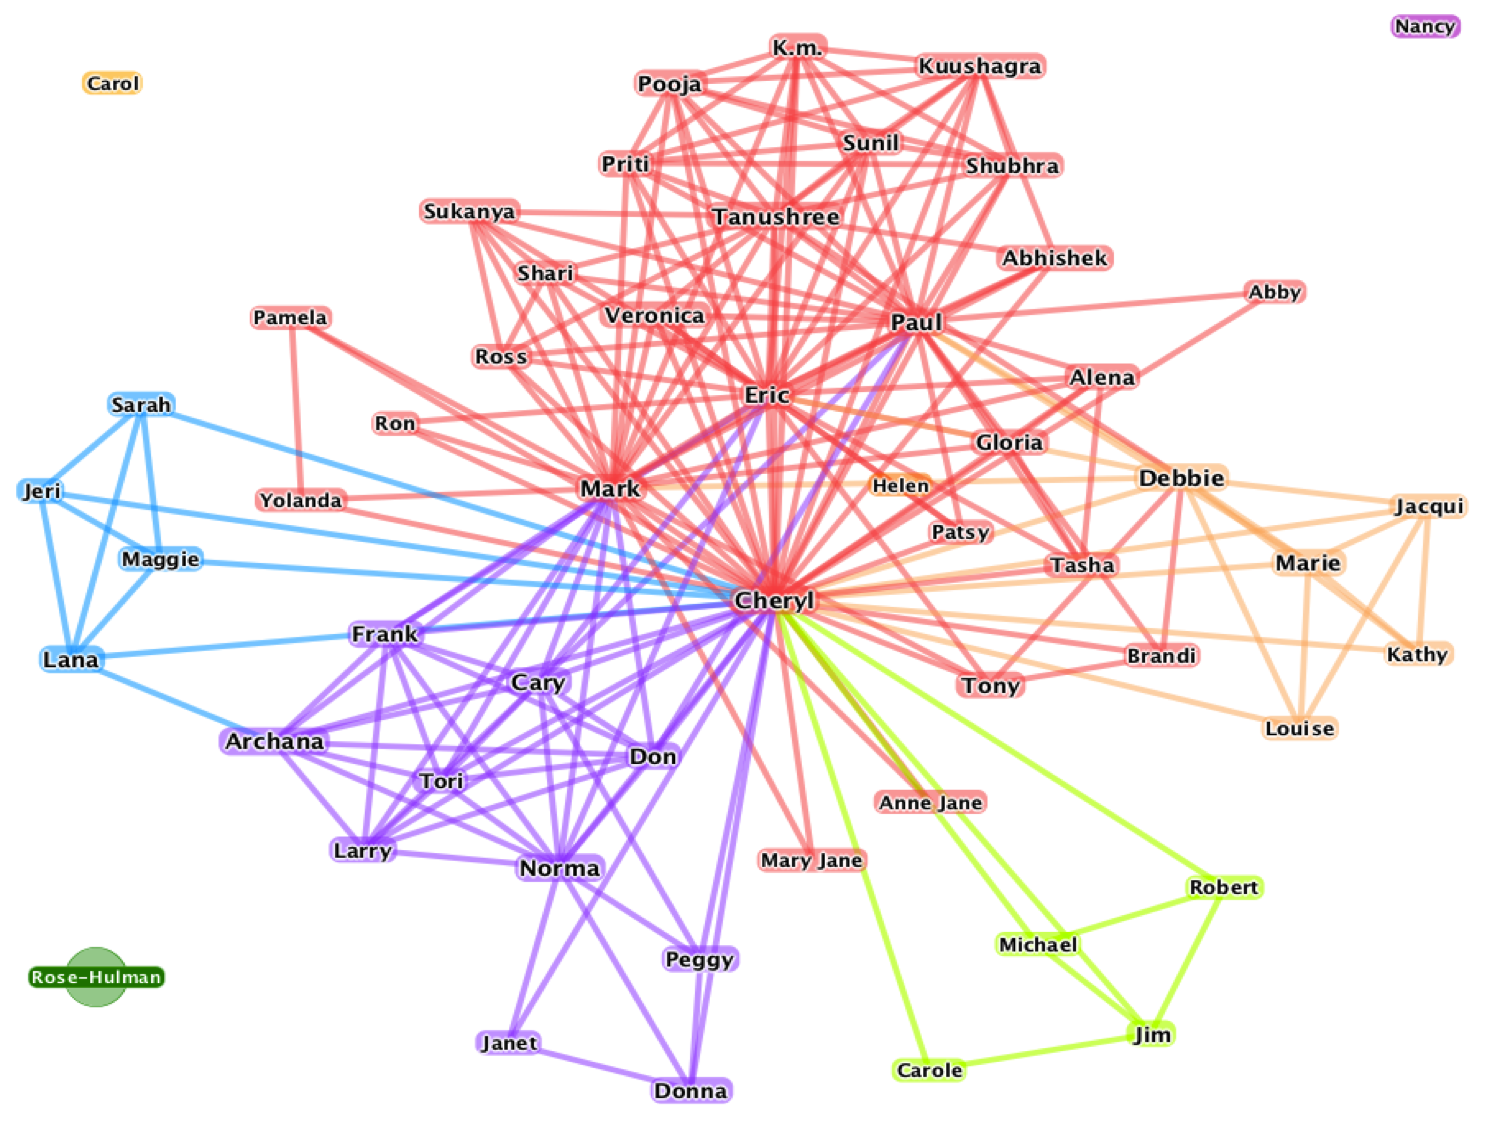 Nancy
K.m.
Kuushagra
Carol
Pooja
Sunil
Priti
Shubhra
Sukanya
Tanushree
Abhishek
Shari
Abby
Pamela
Veronica
Paul
Ross
Alena
Eric
Sarah
Ron
Gloria
Debbie
Helen
Mark
Jeri
Yolanda
Jacqui
Patsy
Maggie
Marie
Tasha
Cheryl
Frank
Kathy
Brandi
Lana
Cary
Tony
Louise
Archana
Don
Tori
Anne Jane
Larry
Mary Jane
Norma
Robert
Michael
Peggy
Rose-Hulman
Jim
Janet
Carole
Donna